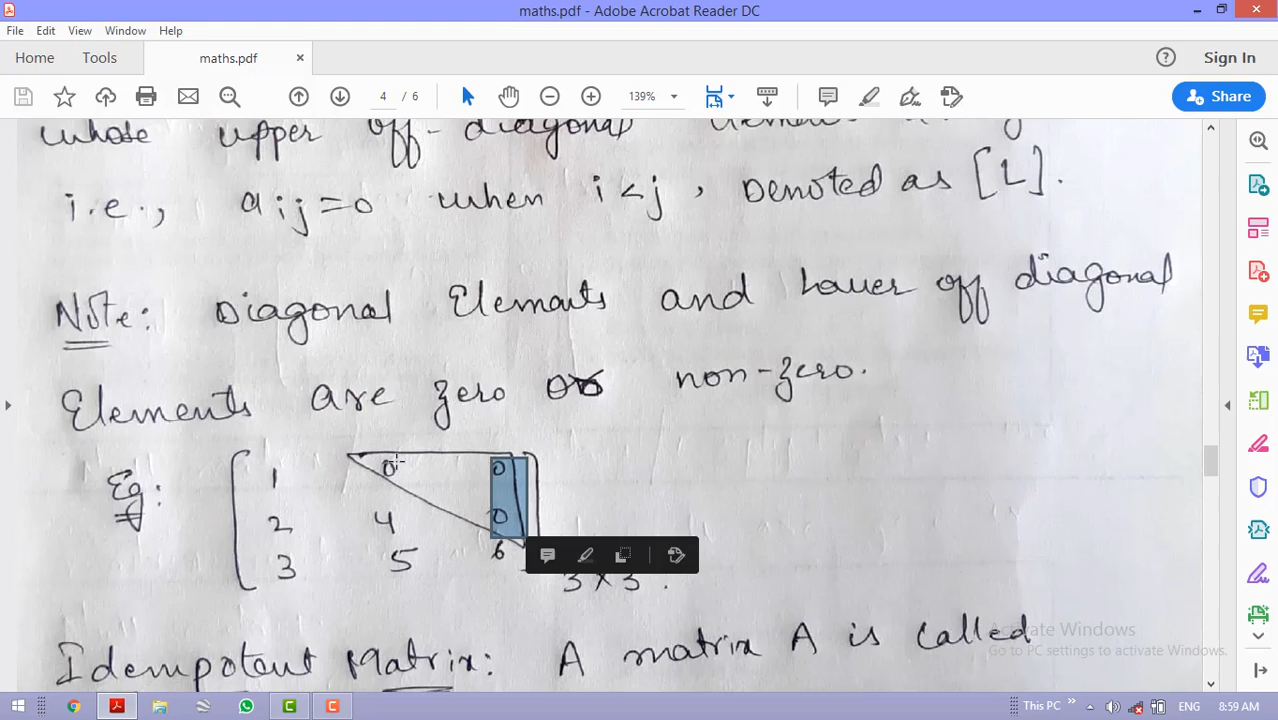 maths.pdf - Adobe Acrobat Reader DC
File Edit View Window Help
Home Tools maths.pdf × Sign In
4 / 6 139% Share
whose upper off-diagonal
i.e., aij=0 when i<j, Denoted as [L].
Note: Diagonal Elements and Lower off diagonal
Elements are zero or non-zero.
Eg: 1 0 0
2 4 0
3 5 6
3 x 3 .
Idempotent Matrix: A matrix A is called
Activate Windows
Go to PC settings to activate Windows.
This PC » ENG 8:59 AM